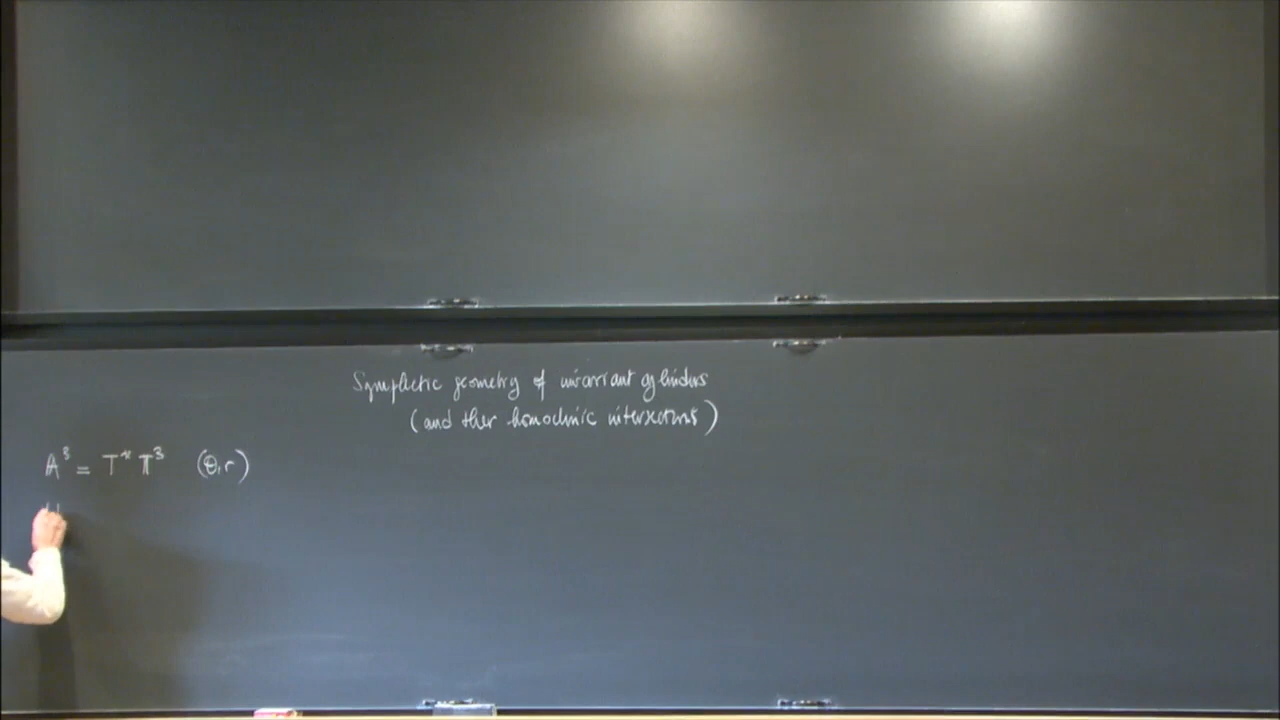 Symplectic geometry of invariant cylinders
(and their homoclinic intersections)
𝔸³ = T* 𝕋³ (θ, r)